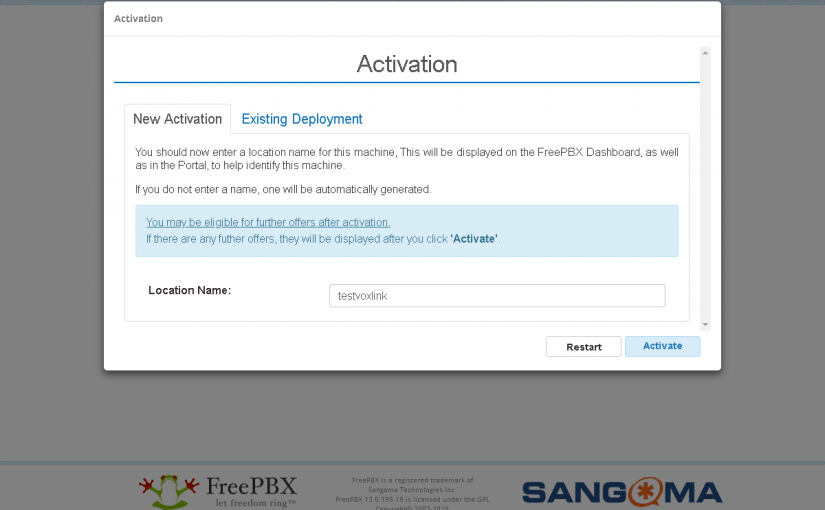 Activation
Activation
New Activation
Existing Deployment
You should now enter a location name for this machine, This will be displayed on the FreePBX Dashboard, as well
as in the Portal, to help identify this machine.
If you do not enter a name, one will be automatically generated.
You may be eligible for further offers after activation.
If there are any futher offers, they will be displayed after you click 'Activate'.
Location Name:
testvoxlink
Restart
Activate
FreePBX
let freedom ring™
FreePBX is a registered trademark of
Sangoma Technologies Inc.
FreePBX 13.0.195.19 is licensed under the GPL
Copyright© 2007-2018
SANGOMA